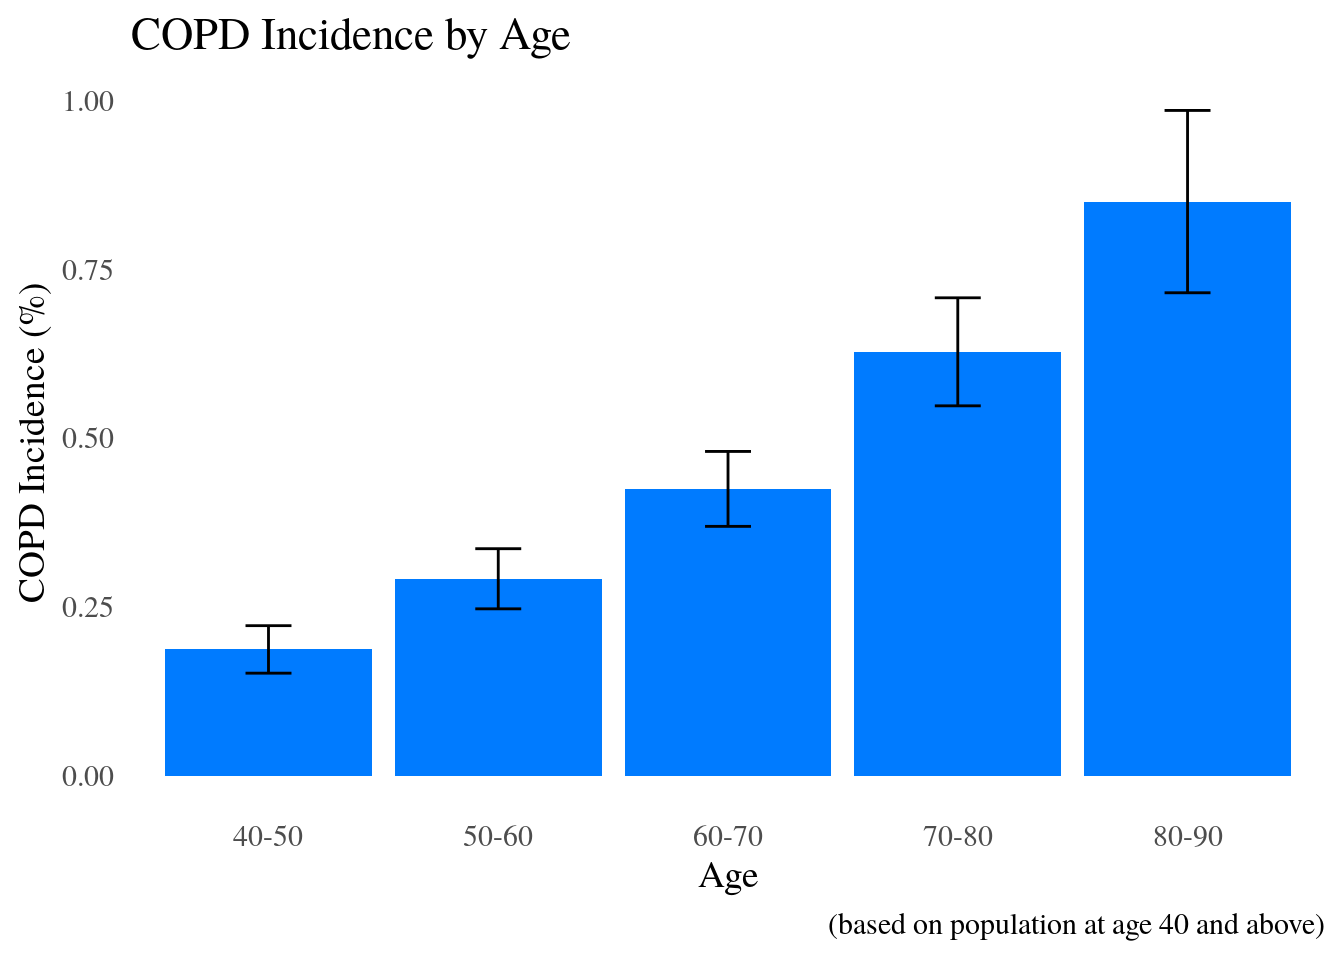 COPD Incidence by Age
COPD Incidence (%)
1.00
0.75
0.50
0.25
0.00
40-50 50-60 60-70 70-80 80-90
Age
(based on population at age 40 and above)